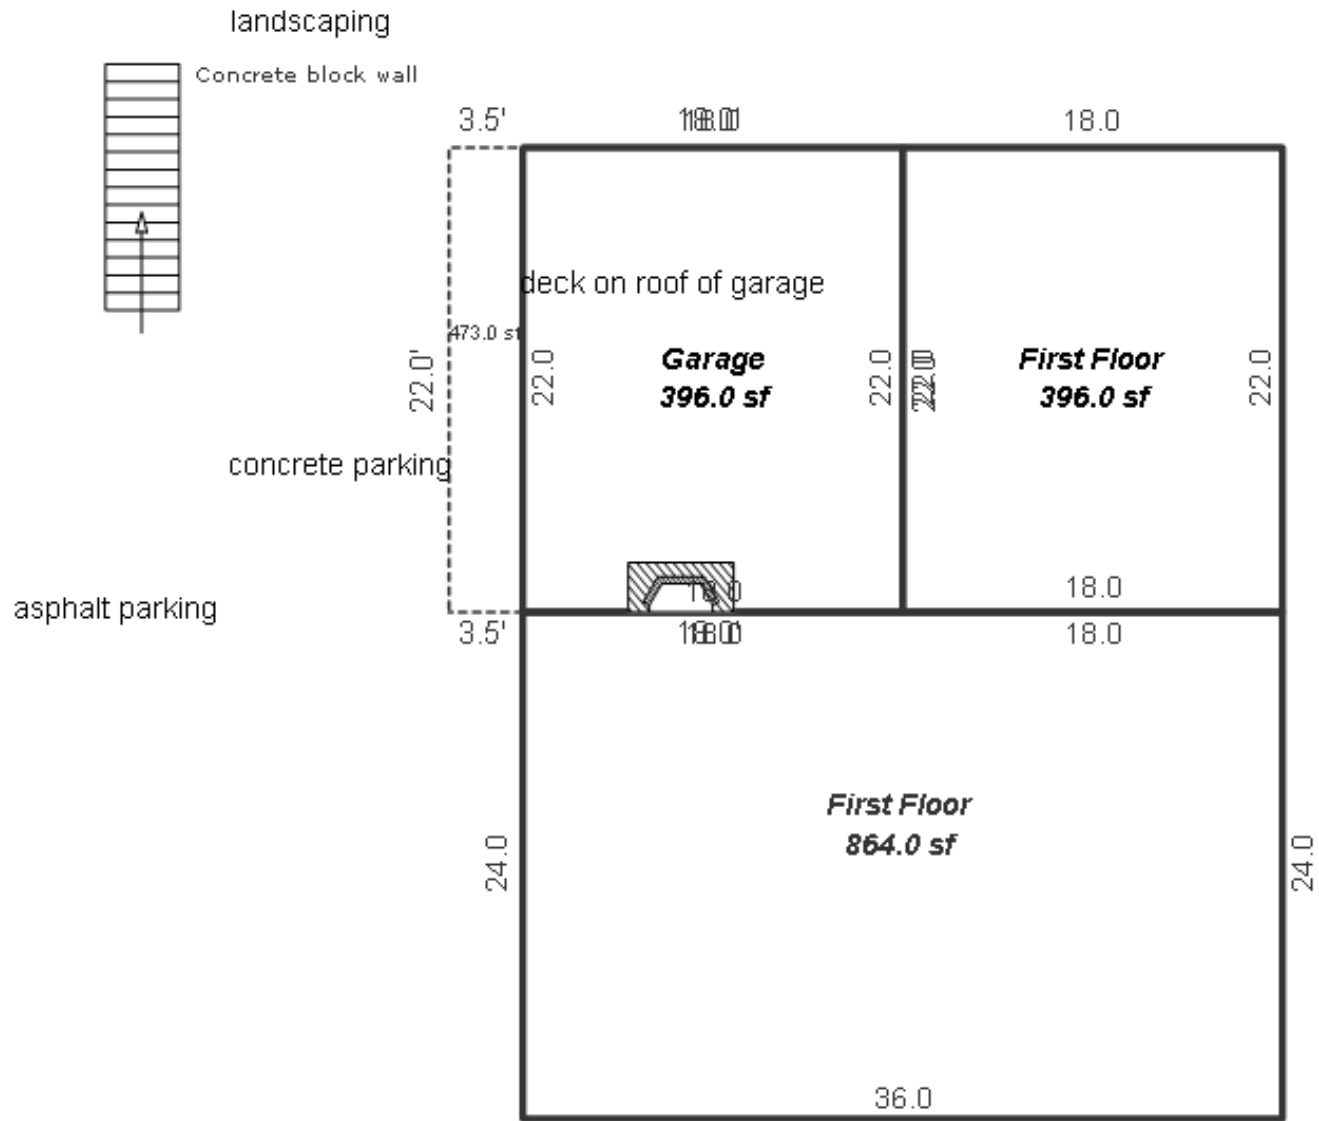 landscaping
Concrete block wall
3.5'
18.0
deck on roof of garage
473.0 sf
22.0'
22.0
Garage
396.0 sf
22.0
First Floor
396.0 sf
22.0
concrete parking
18.0
asphalt parking
3.5'
18.0
First Floor
864.0 sf
24.0
24.0
36.0